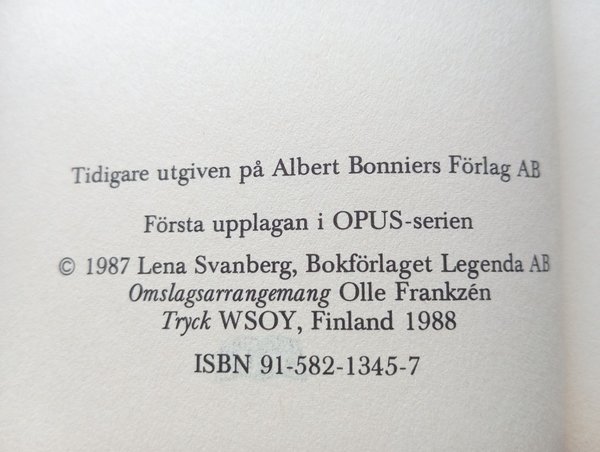 Tidigare utgiven på Albert Bonniers Förlag AB
Första upplagan i OPUS-serien
© 1987 Lena Svanberg, Bokförlaget Legenda AB
Omslagsarrangemang Olle Frankzén
Tryck WSOY, Finland 1988
ISBN 91-582-1345-7